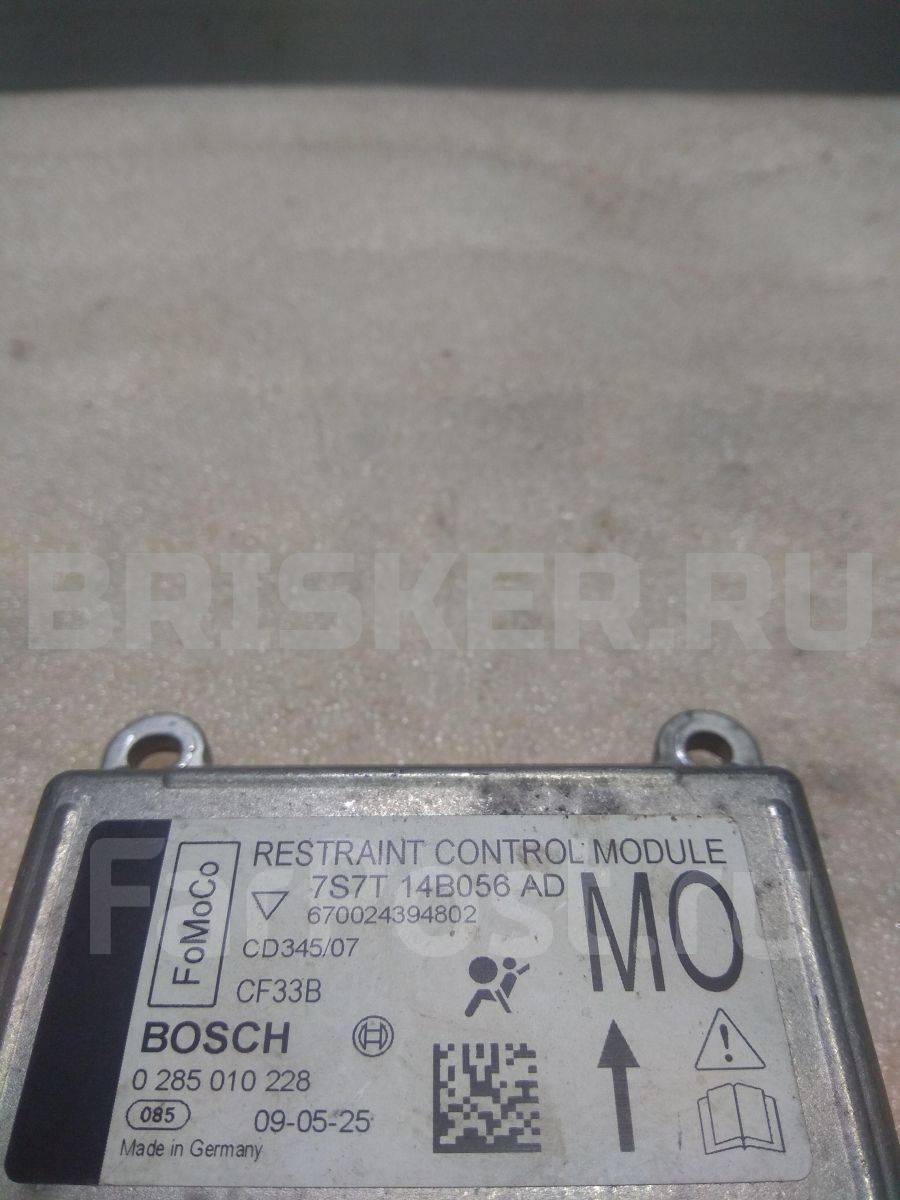 BRISKER.RU
RESTRAINT CONTROL MODULE
7S7T 14B056 AD
670024394802
MO
FoMoCo
CD345/07
CF33B
BOSCH
0 285 010 228
085
09-05-25
Made in Germany